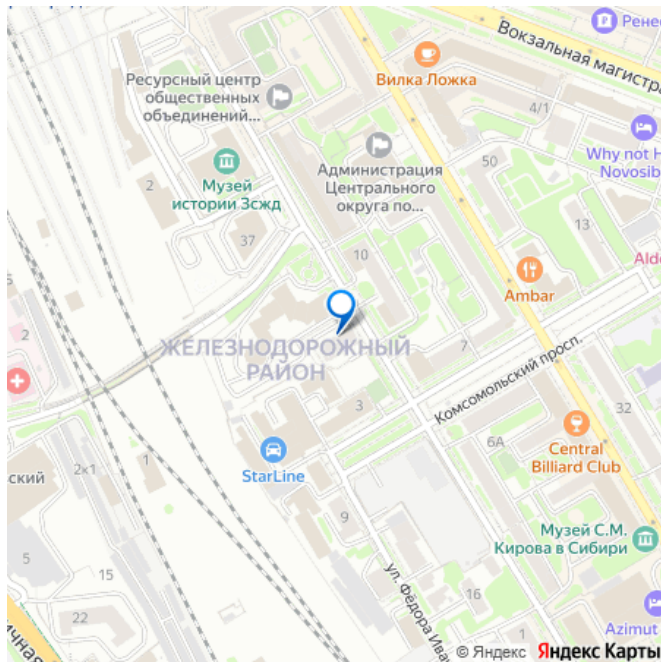 Ренес
Вокзальная магистра
Вилка Ложка
Ресурсный центр
общественных
объединений...
4/1
Why not H
Novosib
Администрация
Центрального
округа по...
50
Музей
истории Зсжд
2
13
37
10
Alde
Ambar
2
7
ЖЕЛЕЗНОДОРОЖНЫЙ
РАЙОН
Комсомольский просп.
3
32
6А
Central
Billiard Club
StarLine
2к1
1
ский
9
Музей С.М.
Кирова в Сибири
5
15
ул. Фёдора Ива
16
22
1
Azimut
ичная
© Яндекс Яндекс Карты